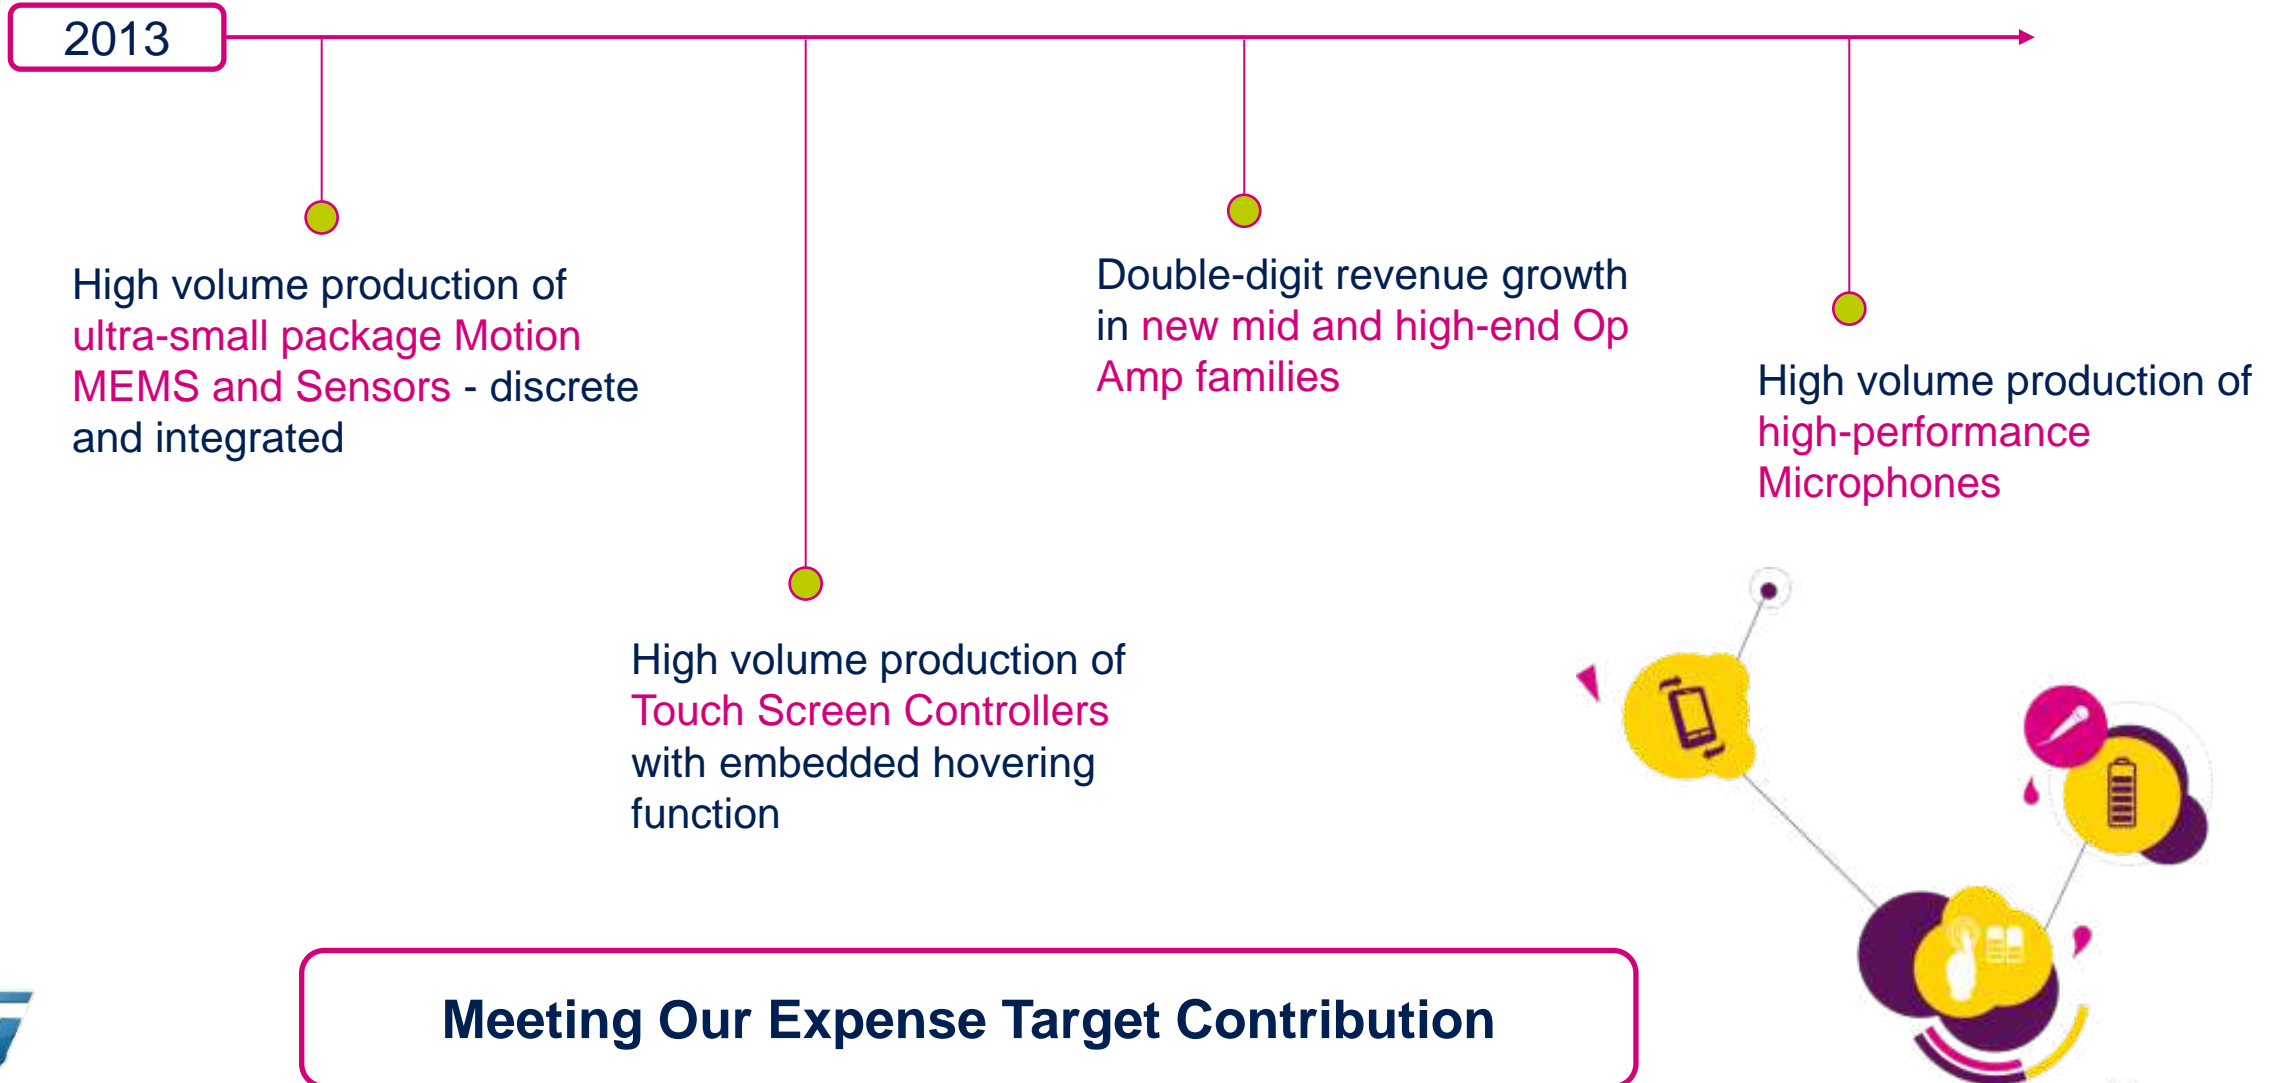 2013
High volume production of
ultra-small package Motion
MEMS and Sensors - discrete
and integrated
High volume production of
Touch Screen Controllers
with embedded hovering
function
Double-digit revenue growth
in new mid and high-end Op
Amp families
High volume production of
high-performance
Microphones
Meeting Our Expense Target Contribution